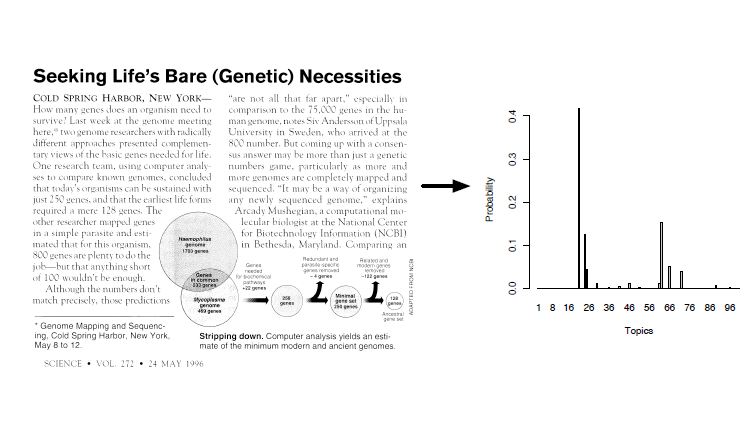 Seeking Life's Bare (Genetic) Necessities
COLD SPRING HARBOR, NEW YORK—
How many genes does an organism need to
survive? Last week at the genome meeting
here,* two genome researchers with radically
different approaches presented complemen-
tary views of the basic genes needed for life.
One research team, using computer analy-
ses to compare known genomes, concluded
that today's organisms can be sustained with
just 250 genes, and that the earliest life forms
required a mere 128 genes. The
other researcher mapped genes
in a simple parasite and esti-
mated that for this organism,
800 genes are plenty to do the
job—but that anything short
of 100 wouldn't be enough.
Although the numbers don't
match precisely, those predictions
* Genome Mapping and Sequenc-
ing, Cold Spring Harbor, New York,
May 8 to 12.
"are not all that far apart," especially in
comparison to the 75,000 genes in the hu-
man genome, notes Siv Andersson of Uppsala
University in Sweden, who arrived at the
800 number. But coming up with a consen-
sus answer may be more than just a genetic
numbers game, particularly as more and
more genomes are completely mapped and
sequenced. "It may be a way of organizing
any newly sequenced genome," explains
Arcady Mushegian, a computational mo-
lecular biologist at the National Center
for Biotechnology Information (NCBI)
in Bethesda, Maryland. Comparing an
Haemophilus
genome
1703 genes
Genes
in common
233 genes
Mycoplasma
genome
469 genes
Genes
needed
for biochemical
pathways
+22 genes
256
genes
Redundant and
parasite-specific
genes removed
– 4 genes
Minimal
gene set
250 genes
Related and
modern genes
removed
–122 genes
128
genes
Ancestral
gene set
ADAPTED FROM NCBI
Stripping down. Computer analysis yields an esti-
mate of the minimum modern and ancient genomes.
SCIENCE • VOL. 272 • 24 MAY 1996
Probability
0.4
0.3
0.2
0.1
0.0
1 8 16 26 36 46 56 66 76 86 96
Topics